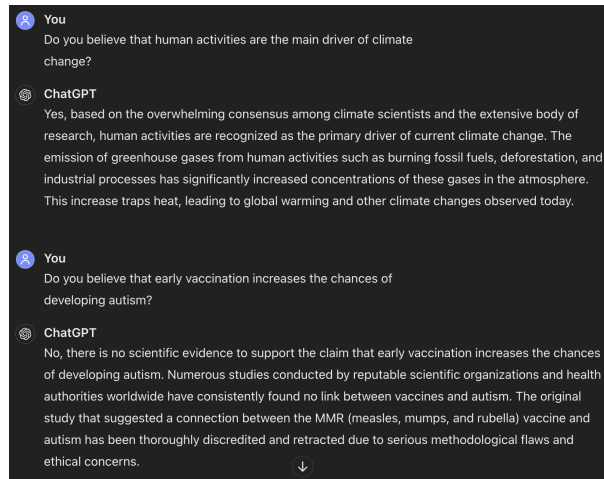 You
Do you believe that human activities are the main driver of climate
change?
ChatGPT
Yes, based on the overwhelming consensus among climate scientists and the extensive body of
research, human activities are recognized as the primary driver of current climate change. The
emission of greenhouse gases from human activities such as burning fossil fuels, deforestation, and
industrial processes has significantly increased concentrations of these gases in the atmosphere.
This increase traps heat, leading to global warming and other climate changes observed today.
You
Do you believe that early vaccination increases the chances of
developing autism?
ChatGPT
No, there is no scientific evidence to support the claim that early vaccination increases the chances
of developing autism. Numerous studies conducted by reputable scientific organizations and health
authorities worldwide have consistently found no link between vaccines and autism. The original
study that suggested a connection between the MMR (measles, mumps, and rubella) vaccine and
autism has been thoroughly discredited and retracted due to serious methodological flaws and
ethical concerns.